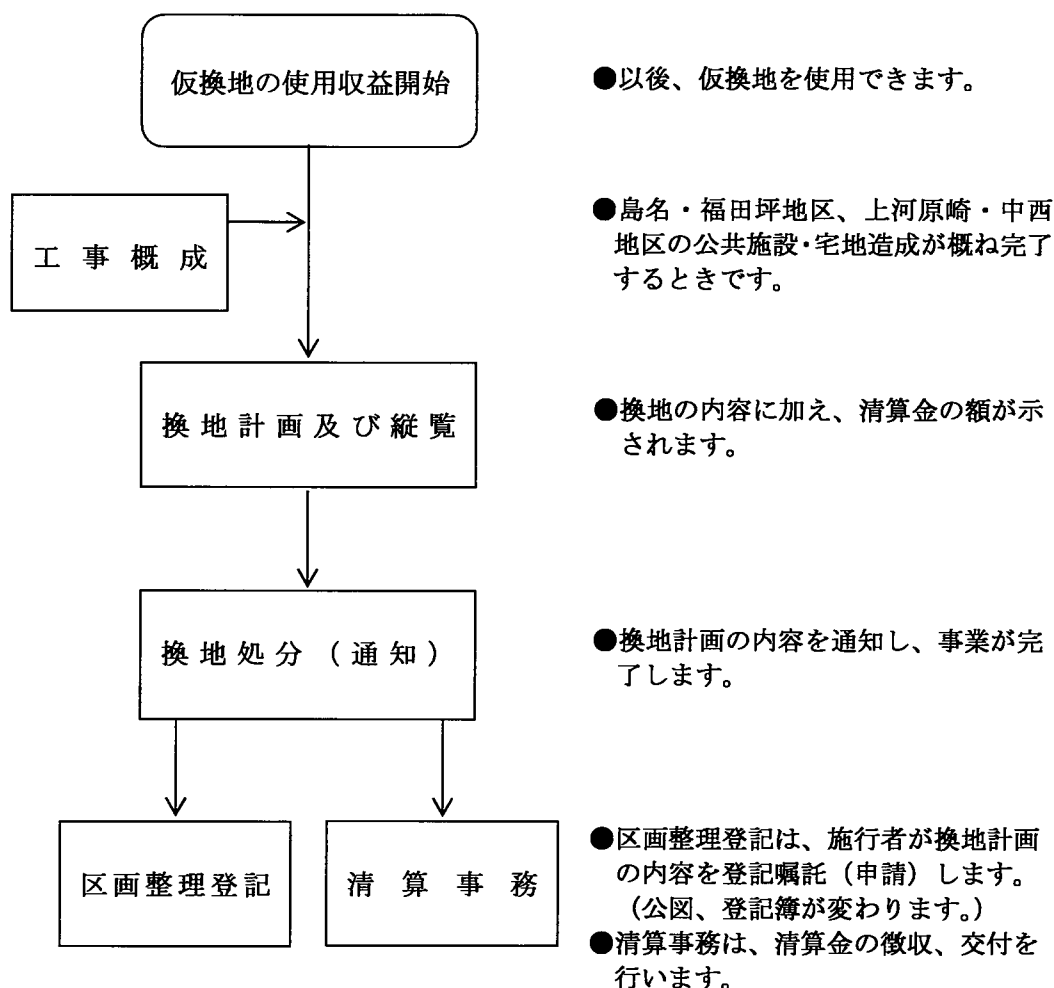 仮換地の使用収益開始
●以後、仮換地を使用できます。
工事概成
●島名・福田坪地区、上河原崎・中西
地区の公共施設・宅地造成が概ね完了
するときです。
換地計画及び縦覧
●換地の内容に加え、清算金の額が示
されます。
換地処分（通知）
●換地計画の内容を通知し、事業が完
了します。
区画整理登記
清算事務
●区画整理登記は、施行者が換地計画
の内容を登記嘱託（申請）します。
（公図、登記簿が変わります。）
●清算事務は、清算金の徴収、交付を
行います。